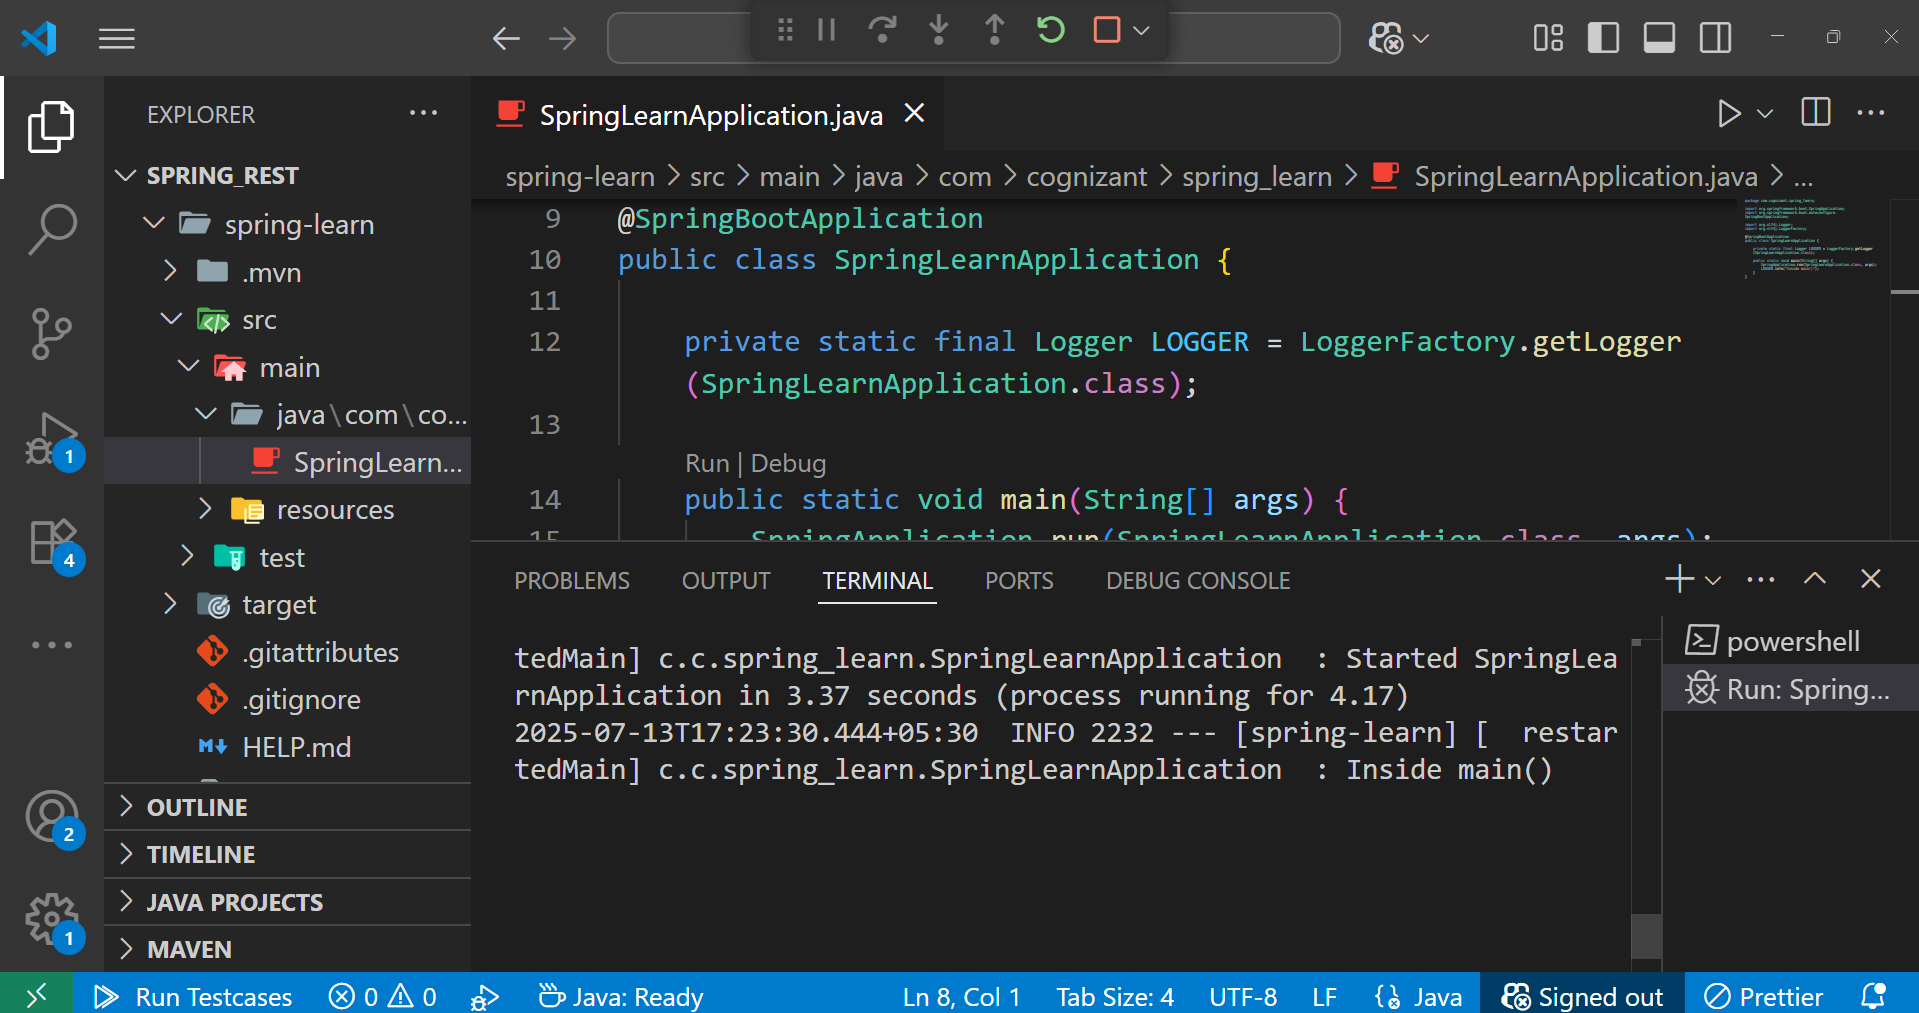 EXPLORER
SPRING_REST
spring-learn
.mvn
src
main
java\com\co...
SpringLearn...
resources
test
target
.gitattributes
.gitignore
HELP.md
OUTLINE
TIMELINE
JAVA PROJECTS
MAVEN
1
4
2
1
SpringLearnApplication.java
spring-learn > src > main > java > com > cognizant > spring_learn > SpringLearnApplication.java > ...
9 @SpringBootApplication
10 public class SpringLearnApplication {
11
12 private static final Logger LOGGER = LoggerFactory.getLogger
(SpringLearnApplication.class);
13
Run | Debug
14 public static void main(String[] args) {
15 SpringApplication.run(SpringLearnApplication.class, args);
PROBLEMS OUTPUT TERMINAL PORTS DEBUG CONSOLE
tedMain] c.c.spring_learn.SpringLearnApplication  : Started SpringLea
rnApplication in 3.37 seconds (process running for 4.17)
2025-07-13T17:23:30.444+05:30  INFO 2232 --- [spring-learn] [  restar
tedMain] c.c.spring_learn.SpringLearnApplication  : Inside main()
powershell
Run: Spring...
Run Testcases 0 0 Java: Ready Ln 8, Col 1 Tab Size: 4 UTF-8 LF Java Signed out Prettier